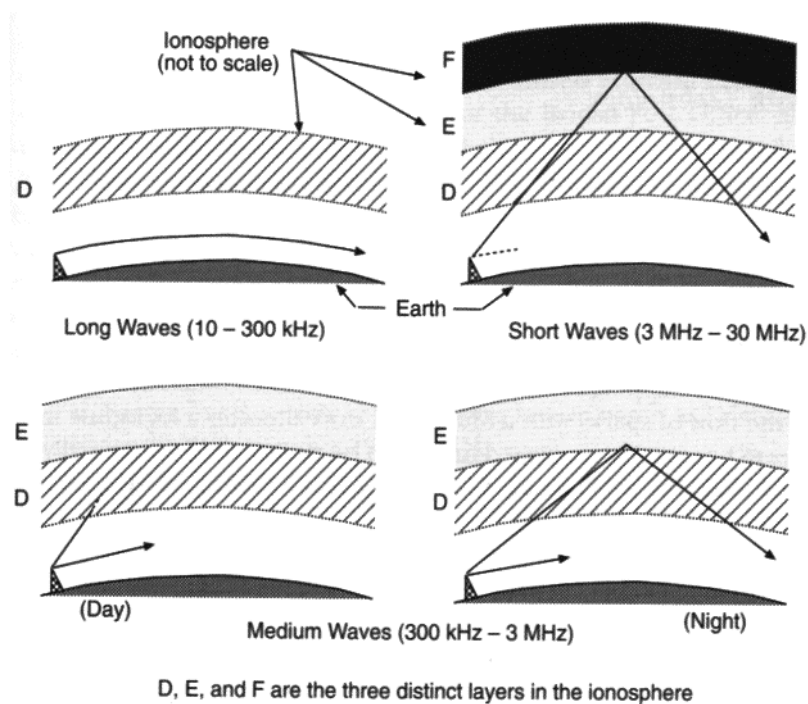 Ionosphere
(not to scale)
D
F
E
D
Earth
Long Waves (10 – 300 kHz)
Short Waves (3 MHz – 30 MHz)
E
D
E
D
(Day)
(Night)
Medium Waves (300 kHz – 3 MHz)
D, E, and F are the three distinct layers in the ionosphere